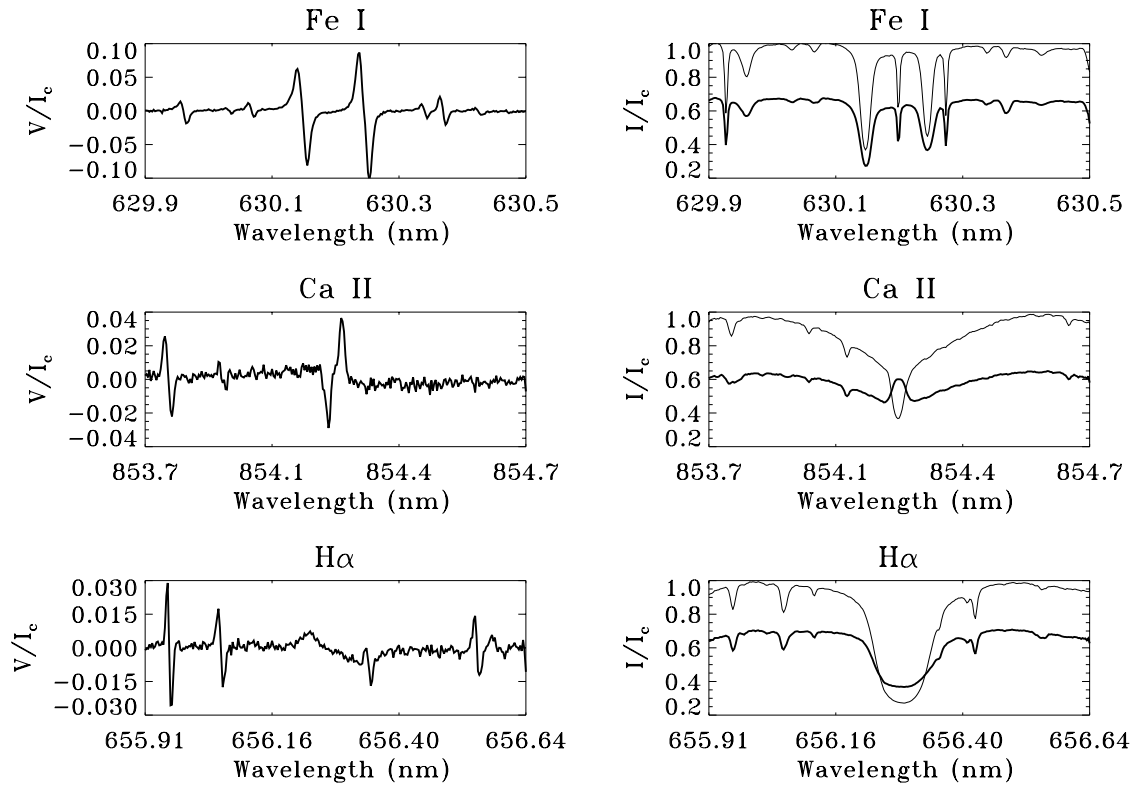 Fe I
V/Ic
0.10
0.05
0.00
−0.05
−0.10
629.9 630.1 630.3 630.5
Wavelength (nm)
Fe I
I/Ic
1.0
0.8
0.6
0.4
0.2
629.9 630.1 630.3 630.5
Wavelength (nm)
Ca II
V/Ic
0.04
0.02
0.00
−0.02
−0.04
853.7 854.1 854.4 854.7
Wavelength (nm)
Ca II
I/Ic
1.0
0.8
0.6
0.4
0.2
853.7 854.1 854.4 854.7
Wavelength (nm)
Hα
V/Ic
0.030
0.015
0.000
−0.015
−0.030
655.91 656.16 656.40 656.64
Wavelength (nm)
Hα
I/Ic
1.0
0.8
0.6
0.4
0.2
655.91 656.16 656.40 656.64
Wavelength (nm)